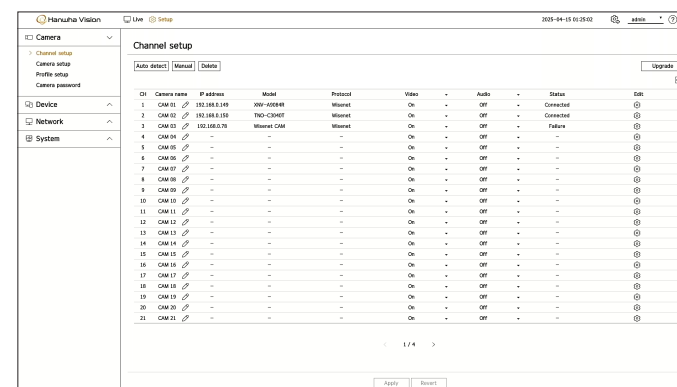 Hanwha Vision Live Setup 2025-04-15 01:25:02 admin ?
Camera
Channel setup
Camera setup
Profile setup
Camera password
Device
Network
System
Channel setup
Auto detect Manual Delete Upgrade
CH Camera name IP address Model Protocol Video Audio Status Edit
1 CAM 01 192.168.0.149 XNV-A9084R Wisenet On Off Connected
2 CAM 02 192.168.0.150 TNO-C3040T Wisenet On Off Connected
3 CAM 03 192.168.0.78 Wisenet CAM Wisenet On Off Failure
4 CAM 04 - - - On Off -
5 CAM 05 - - - On Off -
6 CAM 06 - - - On Off -
7 CAM 07 - - - On Off -
8 CAM 08 - - - On Off -
9 CAM 09 - - - On Off -
10 CAM 10 - - - On Off -
11 CAM 11 - - - On Off -
12 CAM 12 - - - On Off -
13 CAM 13 - - - On Off -
14 CAM 14 - - - On Off -
15 CAM 15 - - - On Off -
16 CAM 16 - - - On Off -
17 CAM 17 - - - On Off -
18 CAM 18 - - - On Off -
19 CAM 19 - - - On Off -
20 CAM 20 - - - On Off -
21 CAM 21 - - - On Off -
< 1 / 4 >
Apply Revert